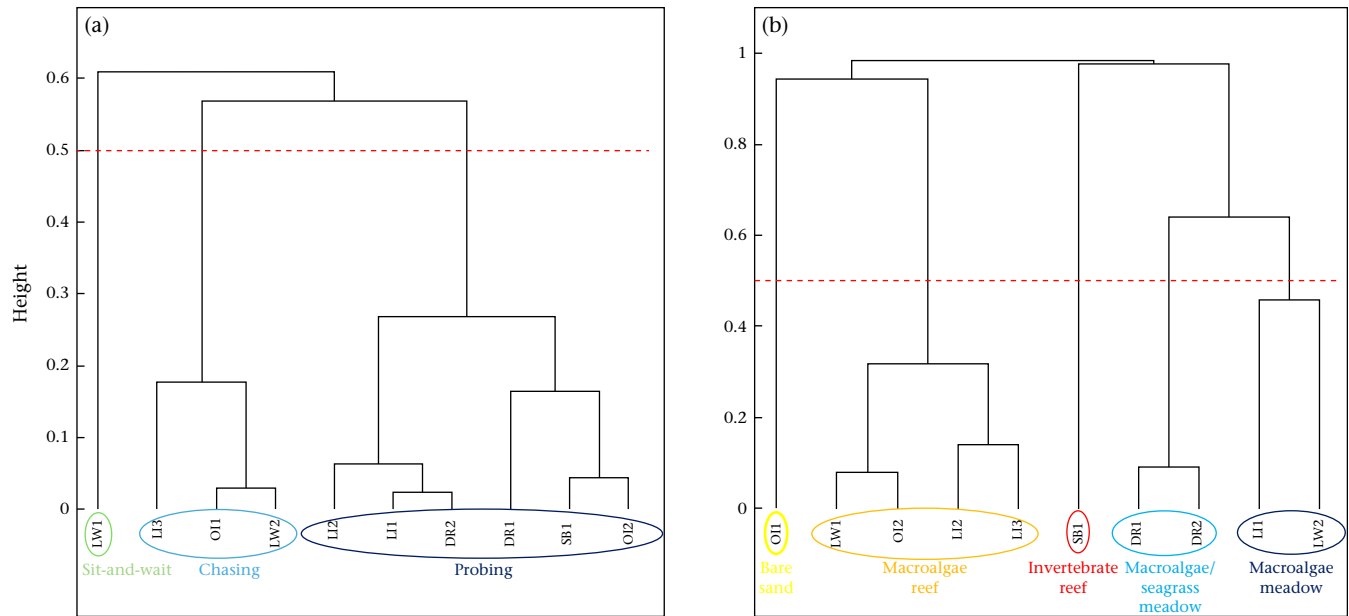 (a)
Height
0.6
0.5
0.4
0.3
0.2
0.1
0
LW1
LI3
OI1
LW2
LI2
LI1
DR2
DR1
SB1
OI2
Sit-and-wait
Chasing
Probing
(b)
1
0.8
0.6
0.4
0.2
0
OI1
LW1
OI2
LI2
LI3
SB1
DR1
DR2
LI1
LW2
Bare
sand
Macroalgae
reef
Invertebrate
reef
Macroalgae/
seagrass
meadow
Macroalgae
meadow